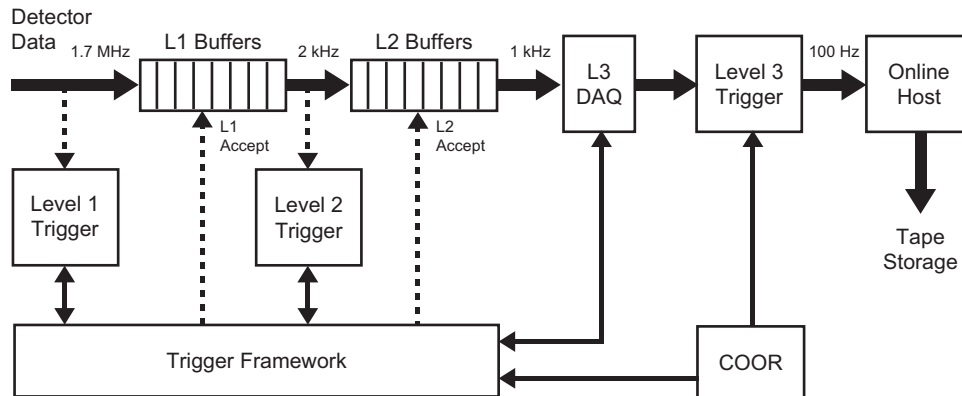 Detector
Data
1.7 MHz
L1 Buffers
2 kHz
L2 Buffers
1 kHz
L3
DAQ
Level 3
Trigger
100 Hz
Online
Host
L1
Accept
L2
Accept
Level 1
Trigger
Level 2
Trigger
Tape
Storage
Trigger Framework
COOR